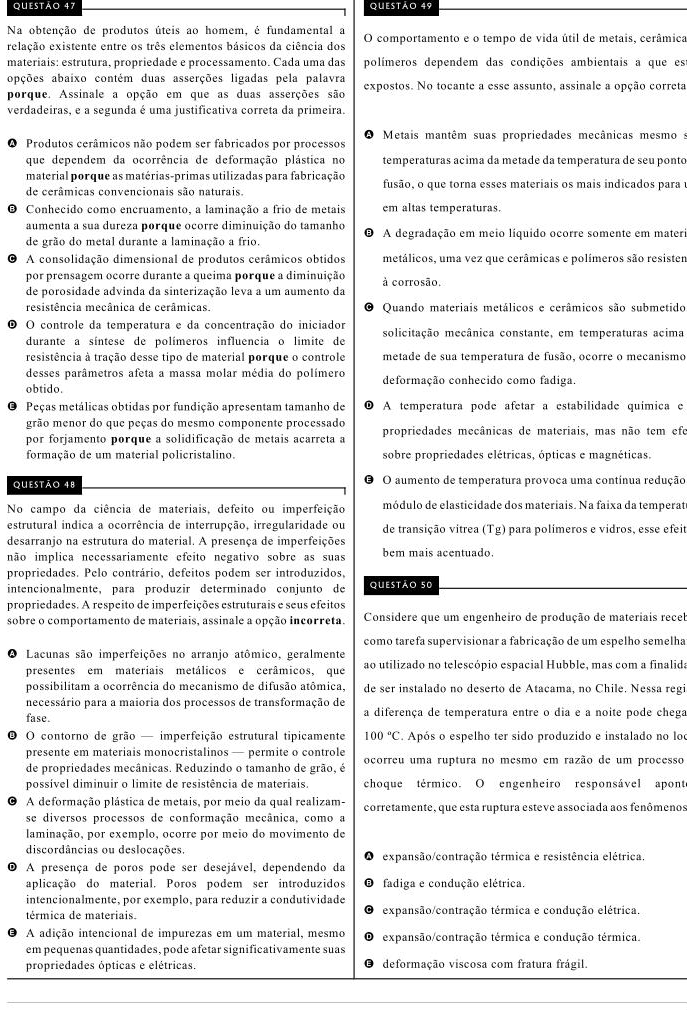 QUESTÃO 47
Na obtenção de produtos úteis ao homem, é fundamental a
relação existente entre os três elementos básicos da ciência dos
materiais: estrutura, propriedade e processamento. Cada uma das
opções abaixo contém duas asserções ligadas pela palavra
porque. Assinale a opção em que as duas asserções são
verdadeiras, e a segunda é uma justificativa correta da primeira.
A Produtos cerâmicos não podem ser fabricados por processos
que dependem da ocorrência de deformação plástica no
material porque as matérias-primas utilizadas para fabricação
de cerâmicas convencionais são naturais.
B Conhecido como encruamento, a laminação a frio de metais
aumenta a sua dureza porque ocorre diminuição do tamanho
de grão do metal durante a laminação a frio.
C A consolidação dimensional de produtos cerâmicos obtidos
por prensagem ocorre durante a queima porque a diminuição
de porosidade advinda da sinterização leva a um aumento da
resistência mecânica de cerâmicas.
D O controle da temperatura e da concentração do iniciador
durante a síntese de polímeros influencia o limite de
resistência à tração desse tipo de material porque o controle
desses parâmetros afeta a massa molar média do polímero
obtido.
E Peças metálicas obtidas por fundição apresentam tamanho de
grão menor do que peças do mesmo componente processado
por forjamento porque a solidificação de metais acarreta a
formação de um material policristalino.
QUESTÃO 48
No campo da ciência de materiais, defeito ou imperfeição
estrutural indica a ocorrência de interrupção, irregularidade ou
desarranjo na estrutura do material. A presença de imperfeições
não implica necessariamente efeito negativo sobre as suas
propriedades. Pelo contrário, defeitos podem ser introduzidos,
intencionalmente, para produzir determinado conjunto de
propriedades. A respeito de imperfeições estruturais e seus efeitos
sobre o comportamento de materiais, assinale a opção incorreta.
A Lacunas são imperfeições no arranjo atômico, geralmente
presentes em materiais metálicos e cerâmicos, que
possibilitam a ocorrência do mecanismo de difusão atômica,
necessário para a maioria dos processos de transformação de
fase.
B O contorno de grão — imperfeição estrutural tipicamente
presente em materiais monocristalinos — permite o controle
de propriedades mecânicas. Reduzindo o tamanho de grão, é
possível diminuir o limite de resistência de materiais.
C A deformação plástica de metais, por meio da qual realizam-
se diversos processos de conformação mecânica, como a
laminação, por exemplo, ocorre por meio do movimento de
discordâncias ou deslocações.
D A presença de poros pode ser desejável, dependendo da
aplicação do material. Poros podem ser introduzidos
intencionalmente, por exemplo, para reduzir a condutividade
térmica de materiais.
E A adição intencional de impurezas em um material, mesmo
em pequenas quantidades, pode afetar significativamente suas
propriedades ópticas e elétricas.
QUESTÃO 49
O comportamento e o tempo de vida útil de metais, cerâmica
polímeros dependem das condições ambientais a que es
expostos. No tocante a esse assunto, assinale a opção correta
A Metais mantêm suas propriedades mecânicas mesmo
temperaturas acima da metade da temperatura de seu ponto
fusão, o que torna esses materiais os mais indicados para
em altas temperaturas.
B A degradação em meio líquido ocorre somente em materi
metálicos, uma vez que cerâmicas e polímeros são resisten
à corrosão.
C Quando materiais metálicos e cerâmicos são submetido
solicitação mecânica constante, em temperaturas acima
metade de sua temperatura de fusão, ocorre o mecanismo
deformação conhecido como fadiga.
D A temperatura pode afetar a estabilidade química e
propriedades mecânicas de materiais, mas não tem efe
sobre propriedades elétricas, ópticas e magnéticas.
E O aumento de temperatura provoca uma contínua redução
módulo de elasticidade dos materiais. Na faixa da temperat
de transição vítrea (Tg) para polímeros e vidros, esse efeit
bem mais acentuado.
QUESTÃO 50
Considere que um engenheiro de produção de materiais receb
como tarefa supervisionar a fabricação de um espelho semelha
ao utilizado no telescópio espacial Hubble, mas com a finalida
de ser instalado no deserto de Atacama, no Chile. Nessa regi
a diferença de temperatura entre o dia e a noite pode chega
100 ºC. Após o espelho ter sido produzido e instalado no loc
ocorreu uma ruptura no mesmo em razão de um processo
choque térmico. O engenheiro responsável apont
corretamente, que esta ruptura esteve associada aos fenômenos
A expansão/contração térmica e resistência elétrica.
B fadiga e condução elétrica.
C expansão/contração térmica e condução elétrica.
D expansão/contração térmica e condução térmica.
E deformação viscosa com fratura frágil.